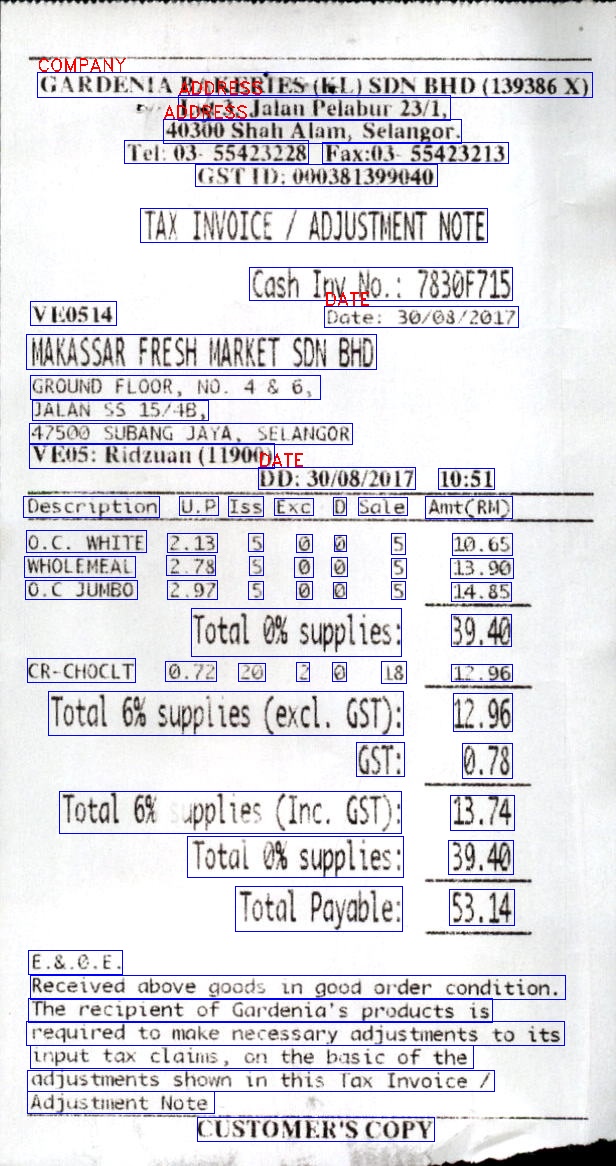 COMPANY
GARDENIA BAKERIES (KL) SDN BHD (139386 X)
ADDRESS
Lot 3, Jalan Pelabur 23/1,
ADDRESS
40300 Shah Alam, Selangor.
Tel: 03- 55423228 Fax:03- 55423213
GST ID: 000381399040
TAX INVOICE / ADJUSTMENT NOTE
Cash Inv No.: 7830F715
DATE
VE0514 Date: 30/08/2017
MAKASSAR FRESH MARKET SDN BHD
GROUND FLOOR, NO. 4 & 6,
JALAN SS 15/4B,
47500 SUBANG JAYA, SELANGOR
VE05: Ridzuan (11900)
DATE
DD: 30/08/2017 10:51
Description U.P Iss Exc D Sale Amt(RM)
O.C. WHITE 2.13 5 0 0 5 10.65
WHOLEMEAL 2.78 5 0 0 5 13.90
O.C JUMBO 2.97 5 0 0 5 14.85
Total 0% supplies: 39.40
CR-CHOCLT 0.72 20 2 0 18 12.96
Total 6% supplies (excl. GST): 12.96
GST: 0.78
Total 6% supplies (Inc. GST): 13.74
Total 0% supplies: 39.40
Total Payable: 53.14
E.&.O.E.
Received above goods in good order condition.
The recipient of Gardenia's products is
required to make necessary adjustments to its
input tax claims, on the basic of the
adjustments shown in this Tax Invoice /
Adjustment Note
CUSTOMER'S COPY